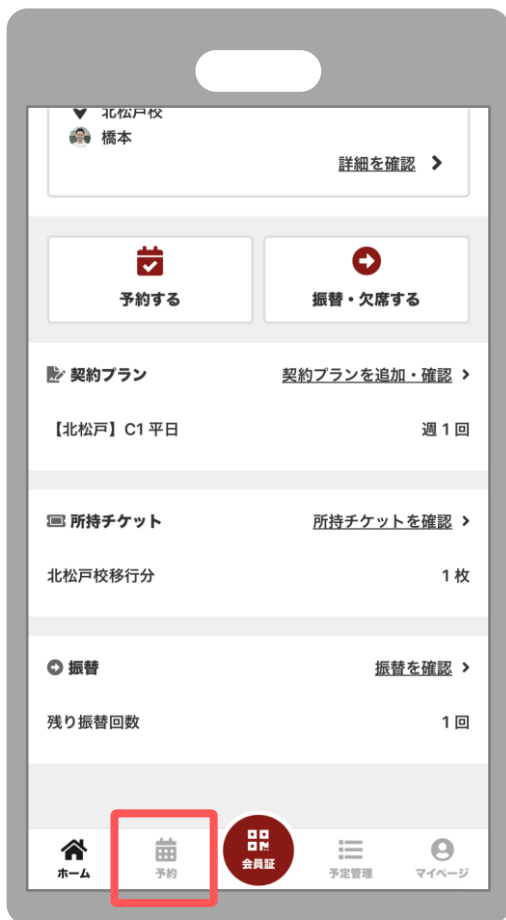 北松戸校
橋本
詳細を確認
予約する
振替・欠席する
契約プラン 契約プランを追加・確認
【北松戸】C1 平日 週 1 回
所持チケット 所持チケットを確認
北松戸校移行分 1 枚
振替 振替を確認
残り振替回数 1 回
ホーム 予約 会員証 予定管理 マイページ